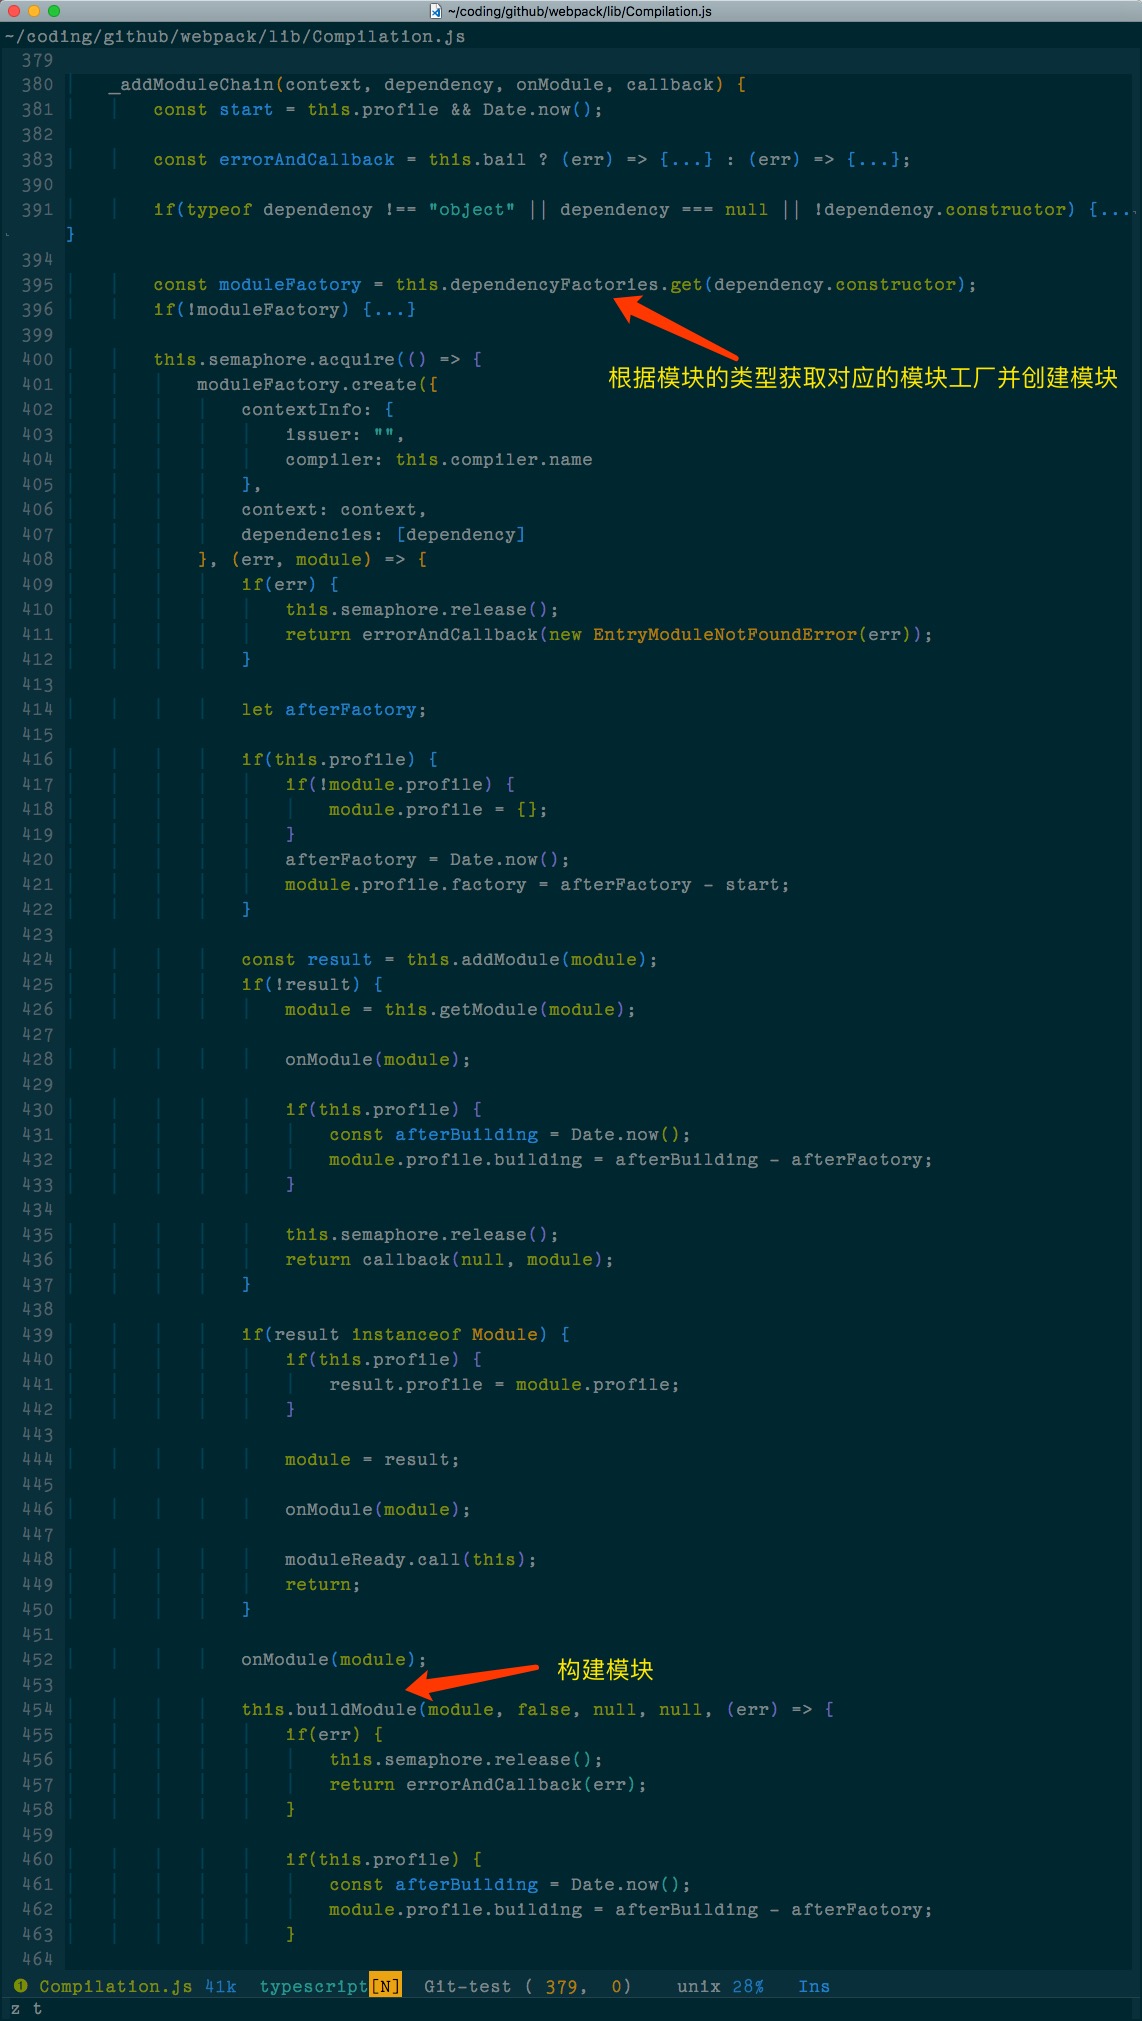 ~/coding/github/webpack/lib/Compilation.js
~/coding/github/webpack/lib/Compilation.js
379
380 _addModuleChain(context, dependency, onModule, callback) {
381 const start = this.profile && Date.now();
382
383 const errorAndCallback = this.bail ? (err) => {...} : (err) => {...};
390
391 if(typeof dependency !== "object" || dependency === null || !dependency.constructor) {...
}
394
395 const moduleFactory = this.dependencyFactories.get(dependency.constructor);
396 if(!moduleFactory) {...}
399
400 this.semaphore.acquire(() => {
根据模块的类型获取对应的模块工厂并创建模块
401 moduleFactory.create({
402 contextInfo: {
403 issuer: "",
404 compiler: this.compiler.name
405 },
406 context: context,
407 dependencies: [dependency]
408 }, (err, module) => {
409 if(err) {
410 this.semaphore.release();
411 return errorAndCallback(new EntryModuleNotFoundError(err));
412 }
413
414 let afterFactory;
415
416 if(this.profile) {
417 if(!module.profile) {
418 module.profile = {};
419 }
420 afterFactory = Date.now();
421 module.profile.factory = afterFactory - start;
422 }
423
424 const result = this.addModule(module);
425 if(!result) {
426 module = this.getModule(module);
427
428 onModule(module);
429
430 if(this.profile) {
431 const afterBuilding = Date.now();
432 module.profile.building = afterBuilding - afterFactory;
433 }
434
435 this.semaphore.release();
436 return callback(null, module);
437 }
438
439 if(result instanceof Module) {
440 if(this.profile) {
441 result.profile = module.profile;
442 }
443
444 module = result;
445
446 onModule(module);
447
448 moduleReady.call(this);
449 return;
450 }
451
452 onModule(module);
构建模块
453
454 this.buildModule(module, false, null, null, (err) => {
455 if(err) {
456 this.semaphore.release();
457 return errorAndCallback(err);
458 }
459
460 if(this.profile) {
461 const afterBuilding = Date.now();
462 module.profile.building = afterBuilding - afterFactory;
463 }
464
1 Compilation.js 41k typescript[N] Git-test ( 379, 0) unix 28% Ins
z t